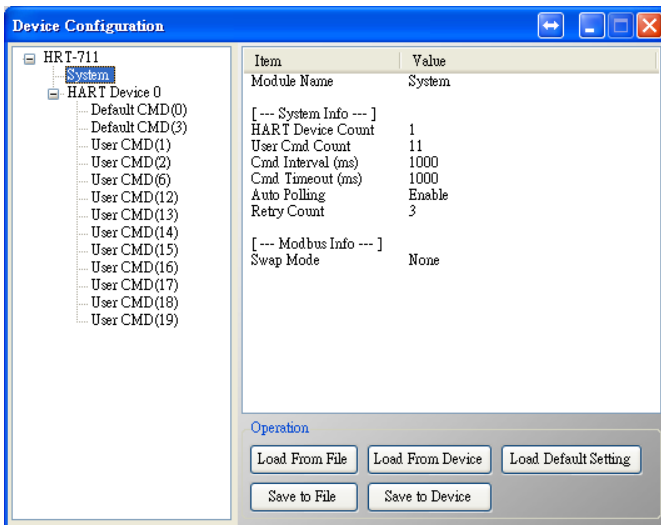 Device Configuration
HRT-711
System
HART Device 0
Default CMD(0)
Default CMD(3)
User CMD(1)
User CMD(2)
User CMD(6)
User CMD(12)
User CMD(13)
User CMD(14)
User CMD(15)
User CMD(16)
User CMD(17)
User CMD(18)
User CMD(19)
Item Value
Module Name System
[ --- System Info --- ]
HART Device Count 1
User Cmd Count 11
Cmd Interval (ms) 1000
Cmd Timeout (ms) 1000
Auto Polling Enable
Retry Count 3
[ --- Modbus Info --- ]
Swap Mode None
Operation
Load From File Load From Device Load Default Setting
Save to File Save to Device